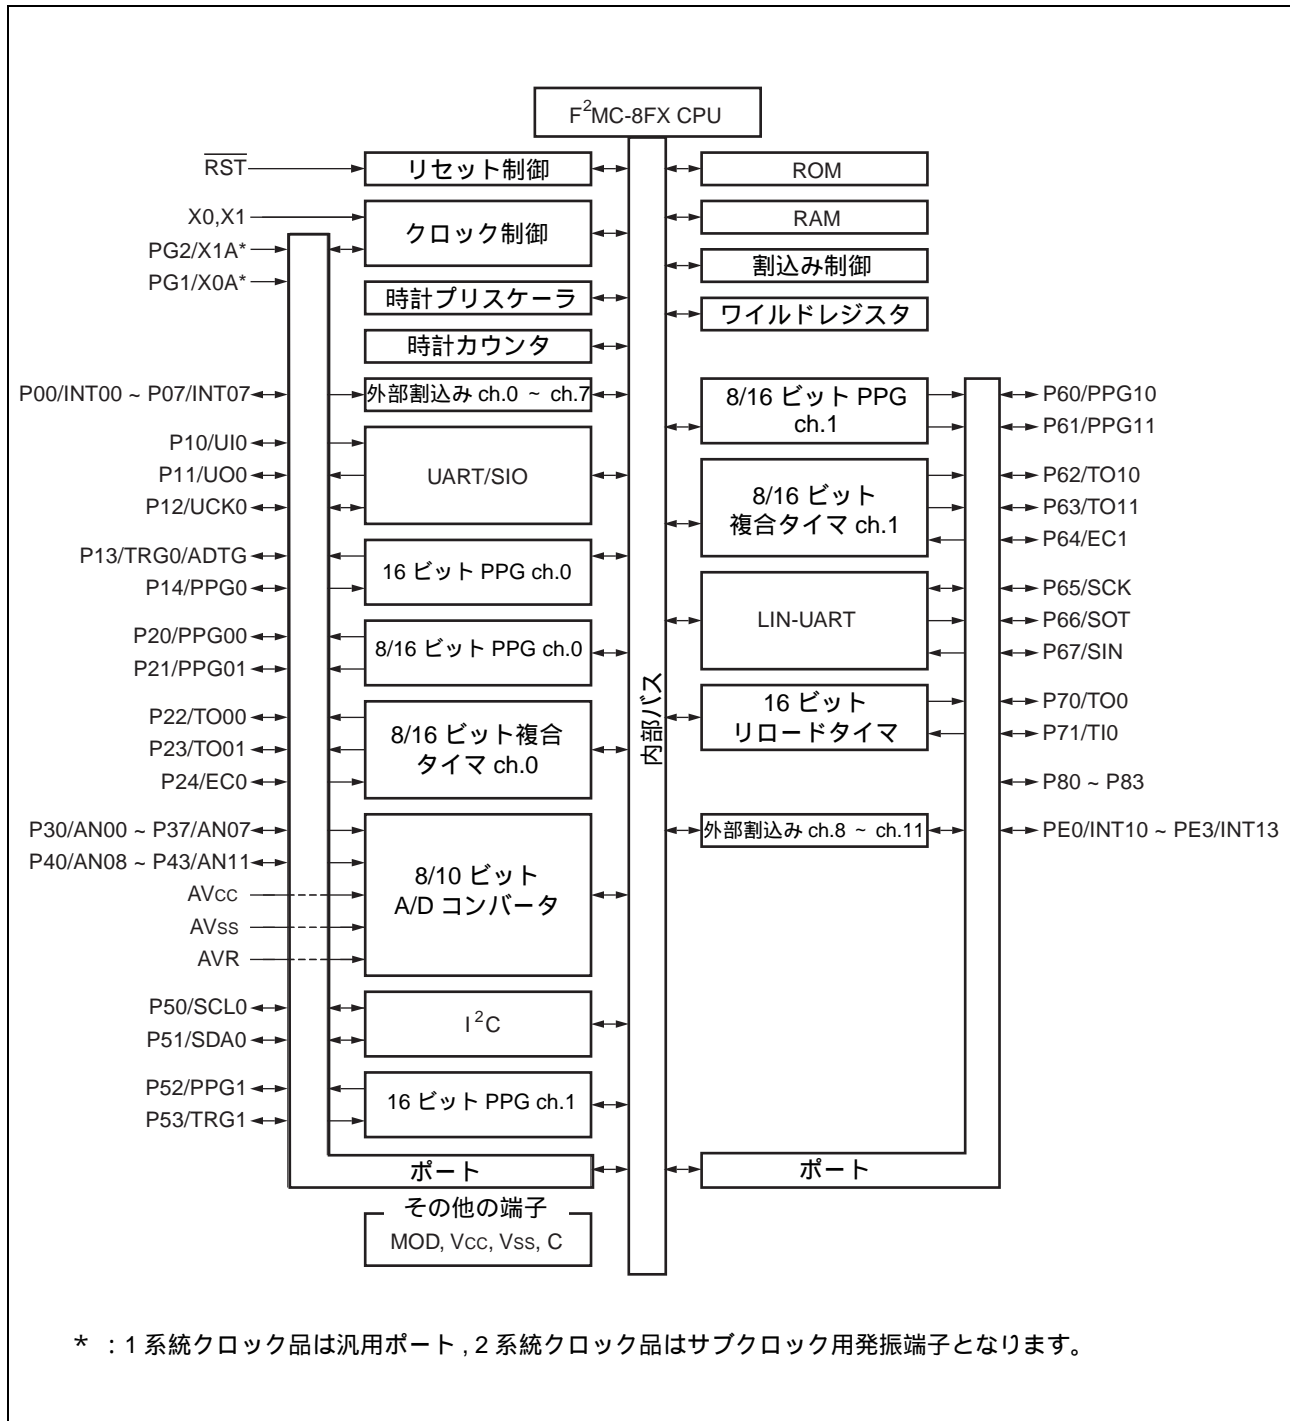 F²MC-8FX CPU
RST
リセット制御
ROM
X0,X1
クロック制御
RAM
PG2/X1A*
PG1/X0A*
割込み制御
時計プリスケーラ
ワイルドレジスタ
時計カウンタ
P00/INT00 ~ P07/INT07
外部割込み ch.0 ~ ch.7
8/16 ビット PPG
ch.1
P60/PPG10
P61/PPG11
P10/UI0
P11/UO0
P12/UCK0
UART/SIO
8/16 ビット
複合タイマ ch.1
P62/TO10
P63/TO11
P64/EC1
P13/TRG0/ADTG
P14/PPG0
16 ビット PPG ch.0
LIN-UART
P65/SCK
P66/SOT
P67/SIN
P20/PPG00
P21/PPG01
8/16 ビット PPG ch.0
内部バス
16 ビット
リロードタイマ
P70/TO0
P71/TI0
P22/TO00
P23/TO01
P24/EC0
8/16 ビット複合
タイマ ch.0
P80 ~ P83
P30/AN00 ~ P37/AN07
P40/AN08 ~ P43/AN11
AVcc
AVss
AVR
8/10 ビット
A/D コンバータ
外部割込み ch.8 ~ ch.11
PE0/INT10 ~ PE3/INT13
P50/SCL0
P51/SDA0
I²C
P52/PPG1
P53/TRG1
16 ビット PPG ch.1
ポート
ポート
その他の端子
MOD, Vcc, Vss, C
* : 1 系統クロック品は汎用ポート , 2 系統クロック品はサブクロック用発振端子となります。